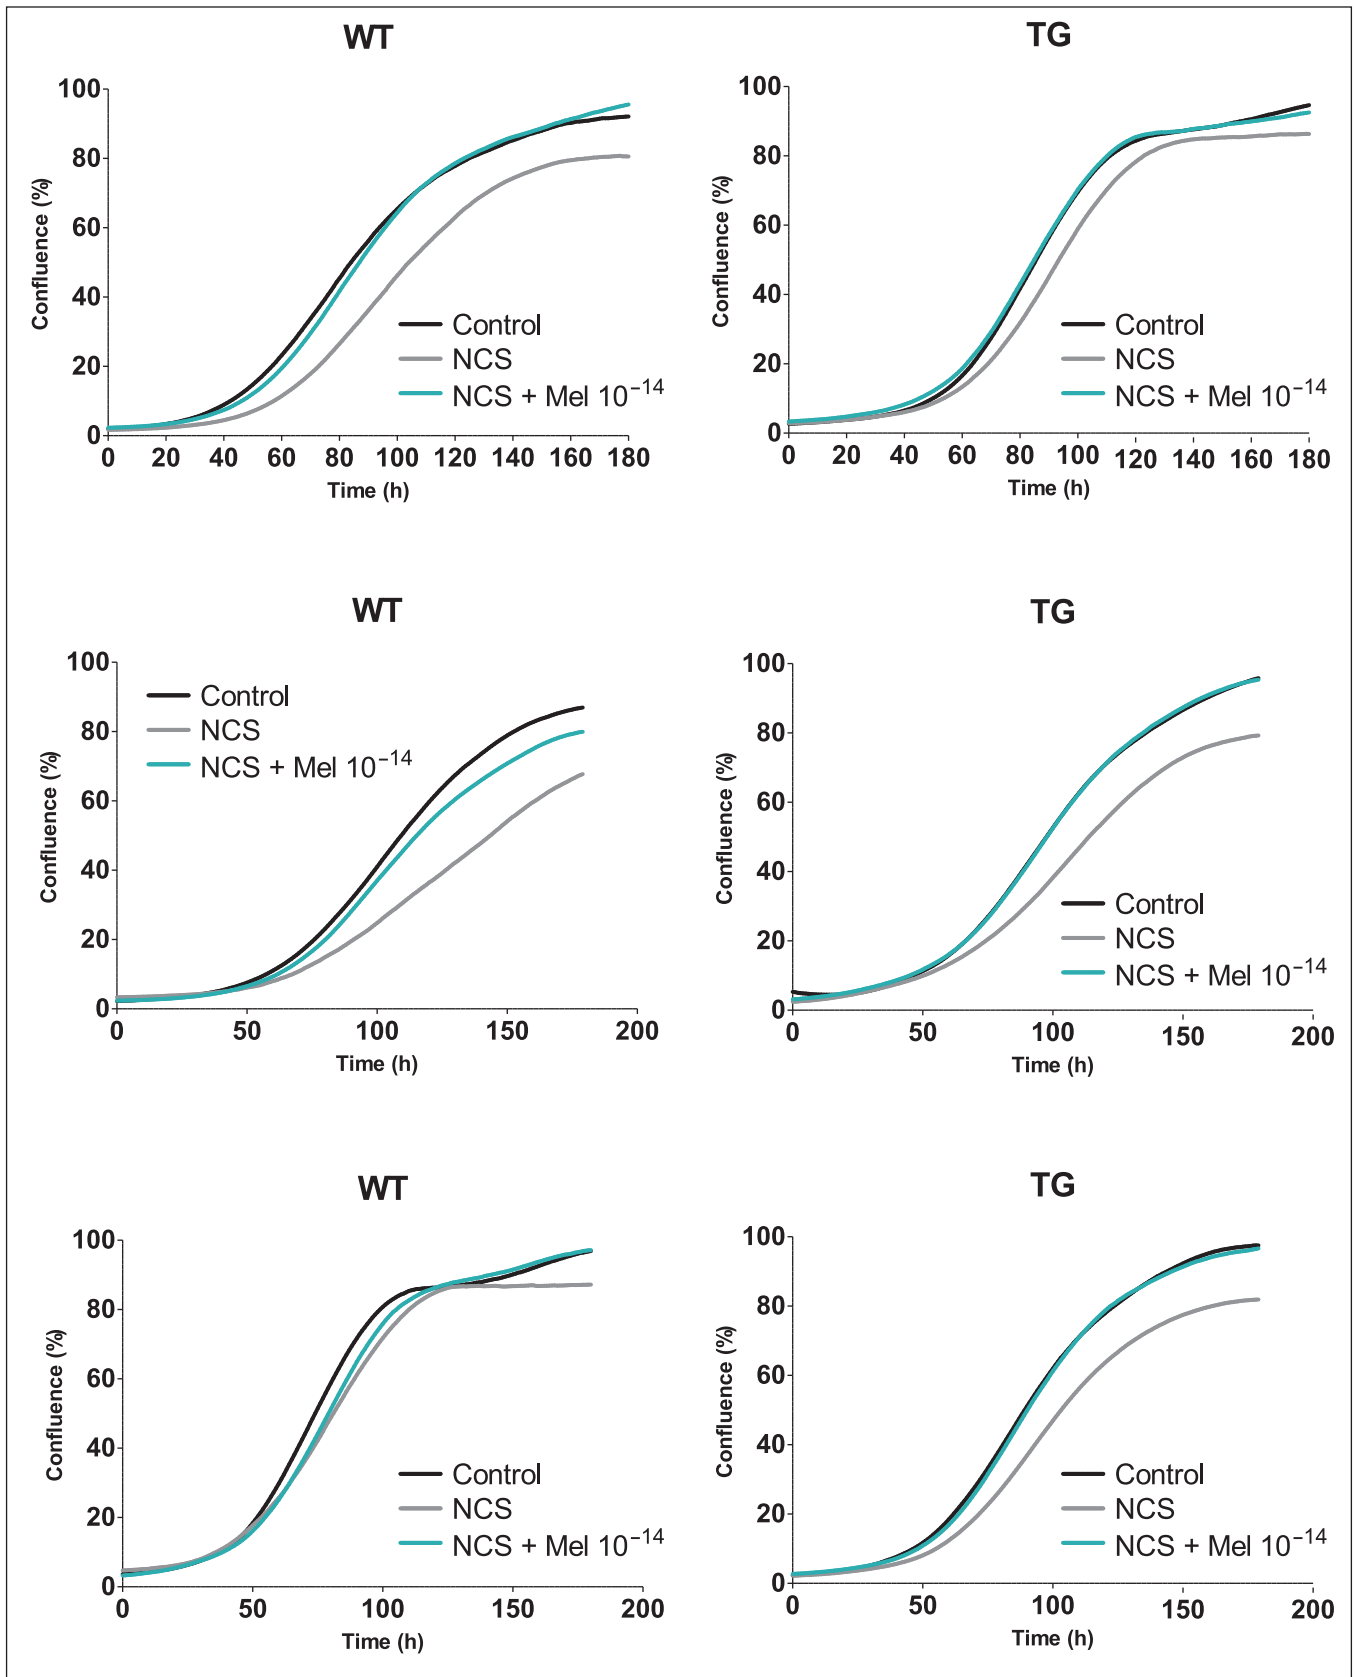 WT
100
80
60
40
20
0
Confluence (%)
Control
NCS
NCS + Mel 10⁻¹⁴
0 20 40 60 80 100 120 140 160 180
Time (h)
TG
100
80
60
40
20
0
Confluence (%)
Control
NCS
NCS + Mel 10⁻¹⁴
0 20 40 60 80 100 120 140 160 180
Time (h)
WT
100
80
60
40
20
0
Confluence (%)
Control
NCS
NCS + Mel 10⁻¹⁴
0 50 100 150 200
Time (h)
TG
100
80
60
40
20
0
Confluence (%)
Control
NCS
NCS + Mel 10⁻¹⁴
0 50 100 150 200
Time (h)
WT
100
80
60
40
20
0
Confluence (%)
Control
NCS
NCS + Mel 10⁻¹⁴
0 50 100 150 200
Time (h)
TG
100
80
60
40
20
0
Confluence (%)
Control
NCS
NCS + Mel 10⁻¹⁴
0 50 100 150 200
Time (h)